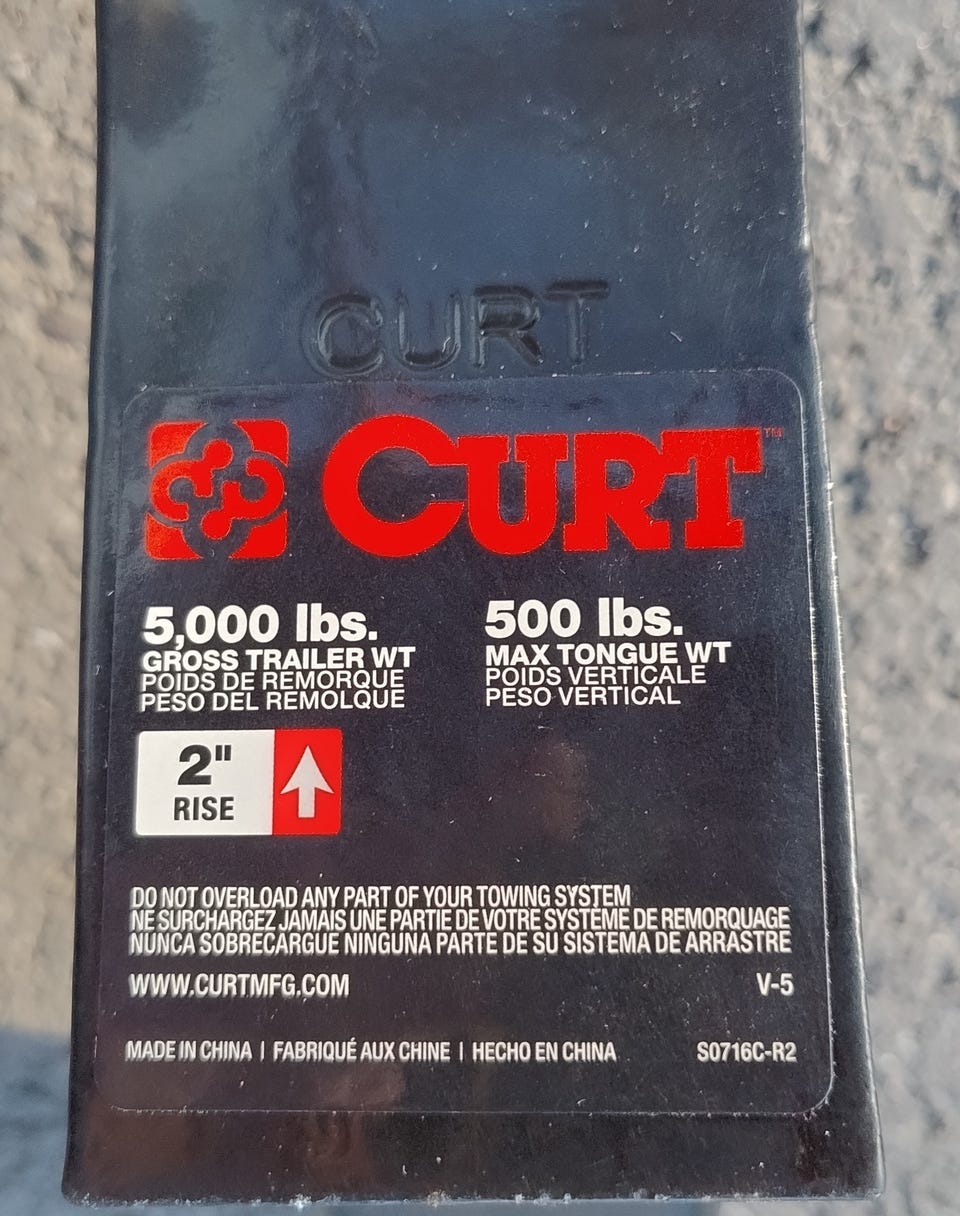 CURT
CURT™
5,000 lbs.
GROSS TRAILER WT
POIDS DE REMORQUE
PESO DEL REMOLQUE
500 lbs.
MAX TONGUE WT
POIDS VERTICALE
PESO VERTICAL
2"
RISE
DO NOT OVERLOAD ANY PART OF YOUR TOWING SYSTEM
NE SURCHARGEZ JAMAIS UNE PARTIE DE VOTRE SYSTÈME DE REMORQUAGE
NUNCA SOBRECARGUE NINGUNA PARTE DE SU SISTEMA DE ARRASTRE
WWW.CURTMFG.COM V-5
MADE IN CHINA | FABRIQUÉ AUX CHINE | HECHO EN CHINA S0716C-R2